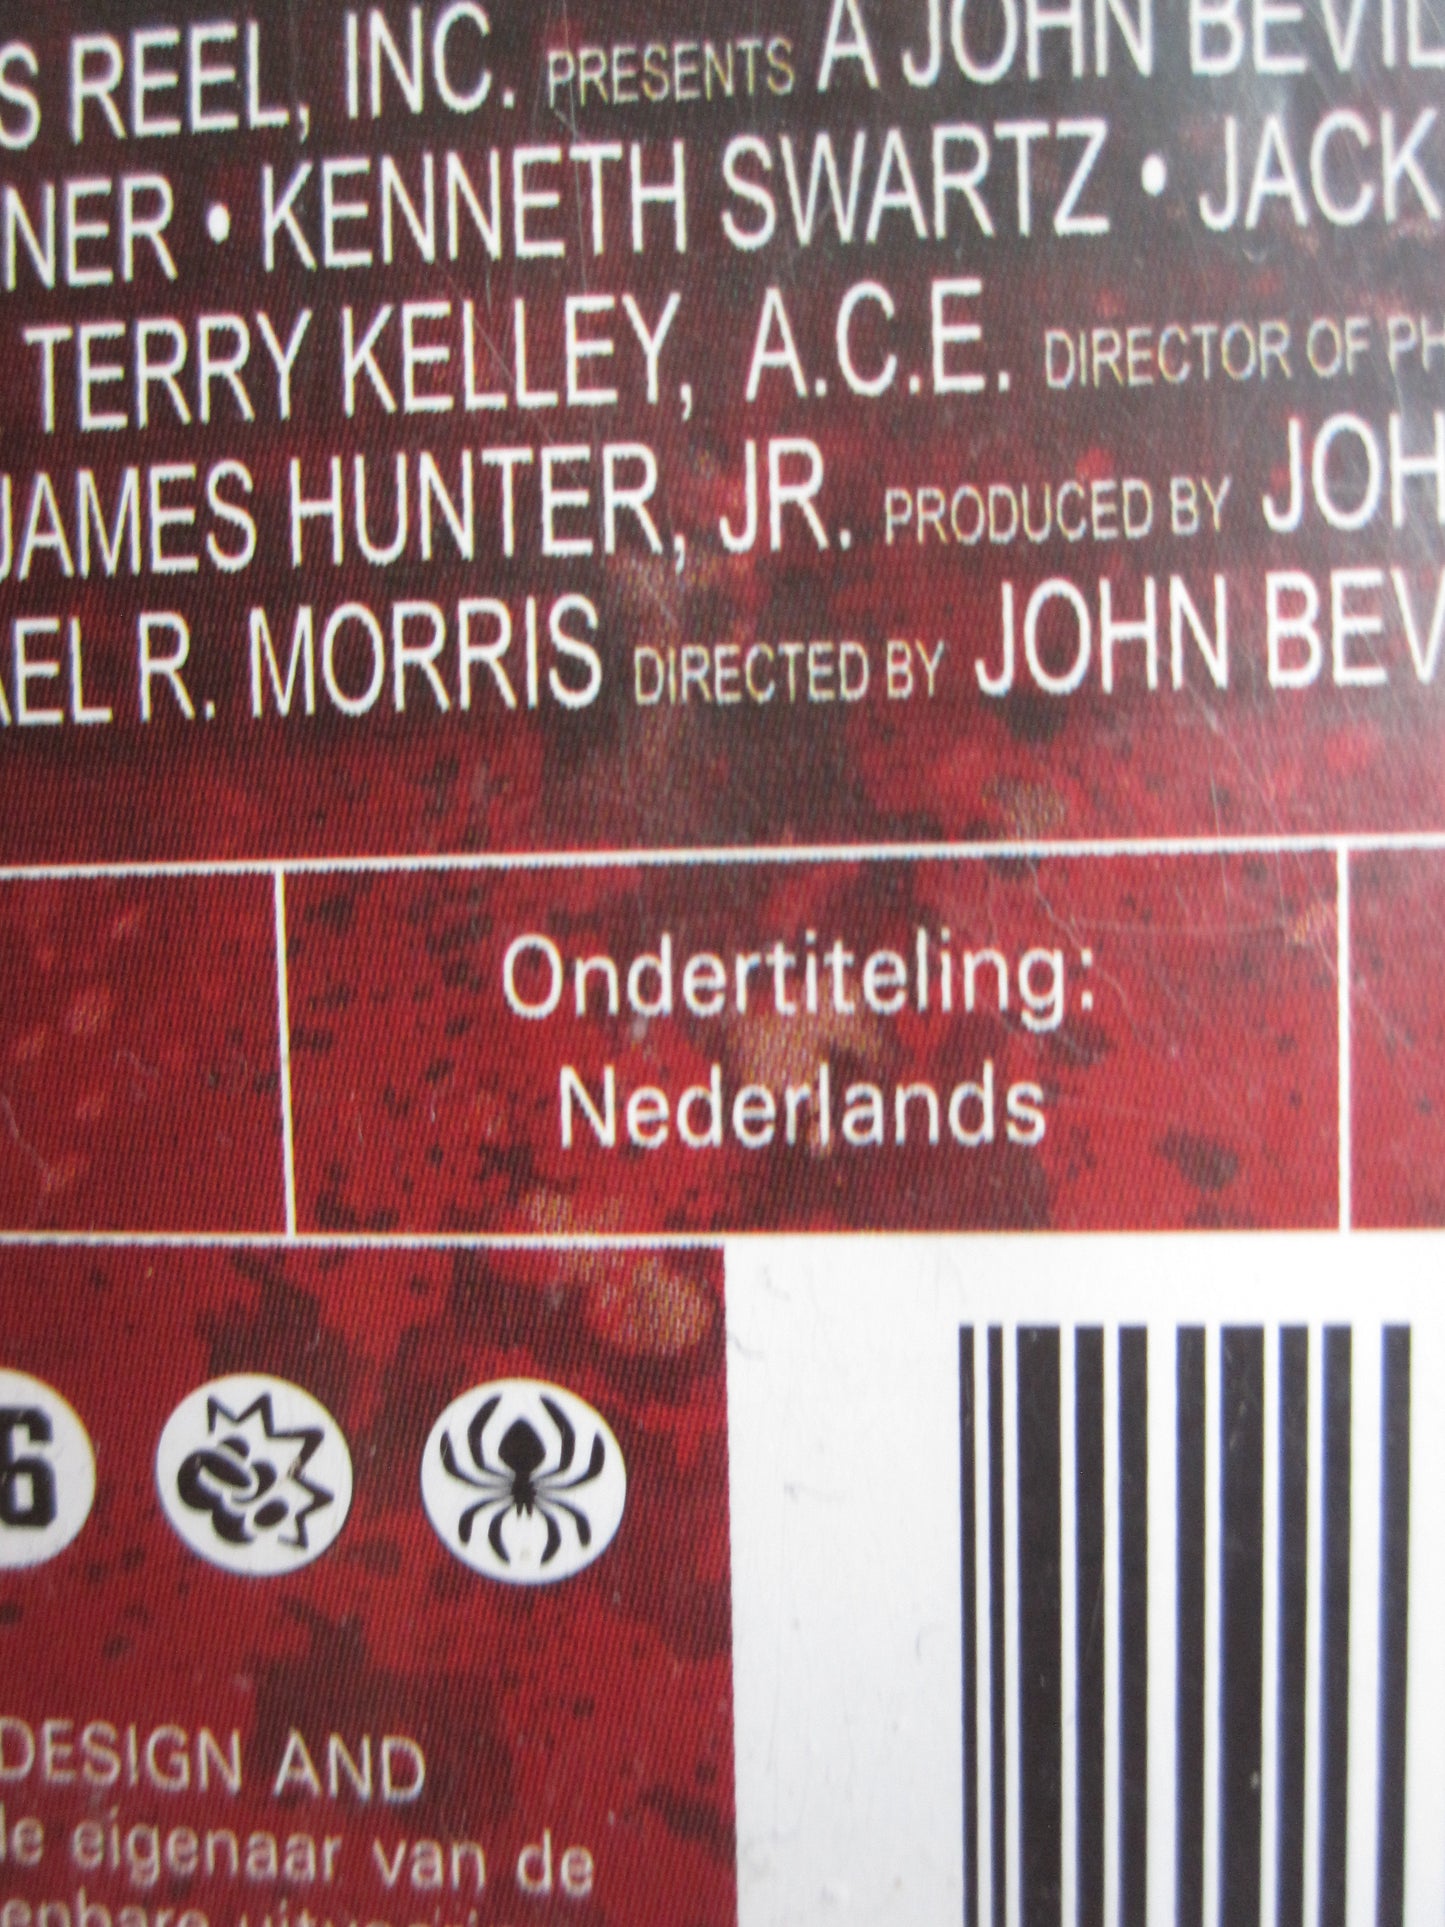 S REEL, INC. PRESENTS A JOHN BEVIL
NER • KENNETH SWARTZ • JACK
TERRY KELLEY, A.C.E. DIRECTOR OF PH
JAMES HUNTER, JR. PRODUCED BY JOH
AEL R. MORRIS DIRECTED BY JOHN BEV
Ondertiteling:
Nederlands
6
DESIGN AND
de eigenaar van de